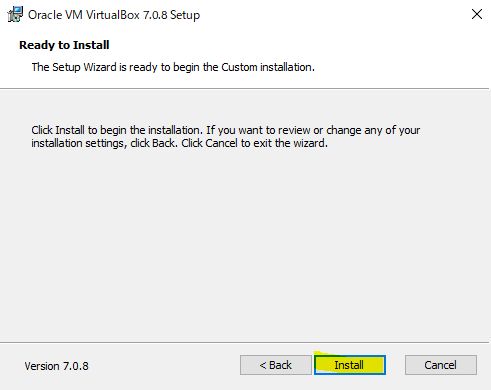 Oracle VM VirtualBox 7.0.8 Setup
Ready to Install
The Setup Wizard is ready to begin the Custom installation.
Click Install to begin the installation. If you want to review or change any of your
installation settings, click Back. Click Cancel to exit the wizard.
Version 7.0.8
< Back
Install
Cancel